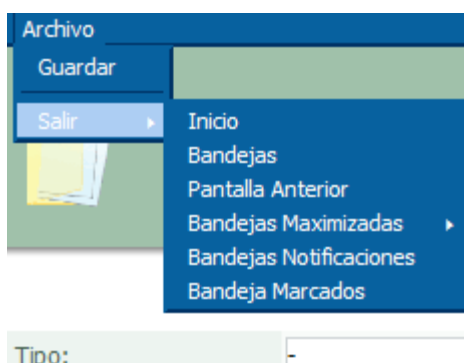 Archivo
Guardar
Salir
Inicio
Bandejas
Pantalla Anterior
Bandejas Maximizadas
Bandejas Notificaciones
Bandeja Marcados
Tipo: -